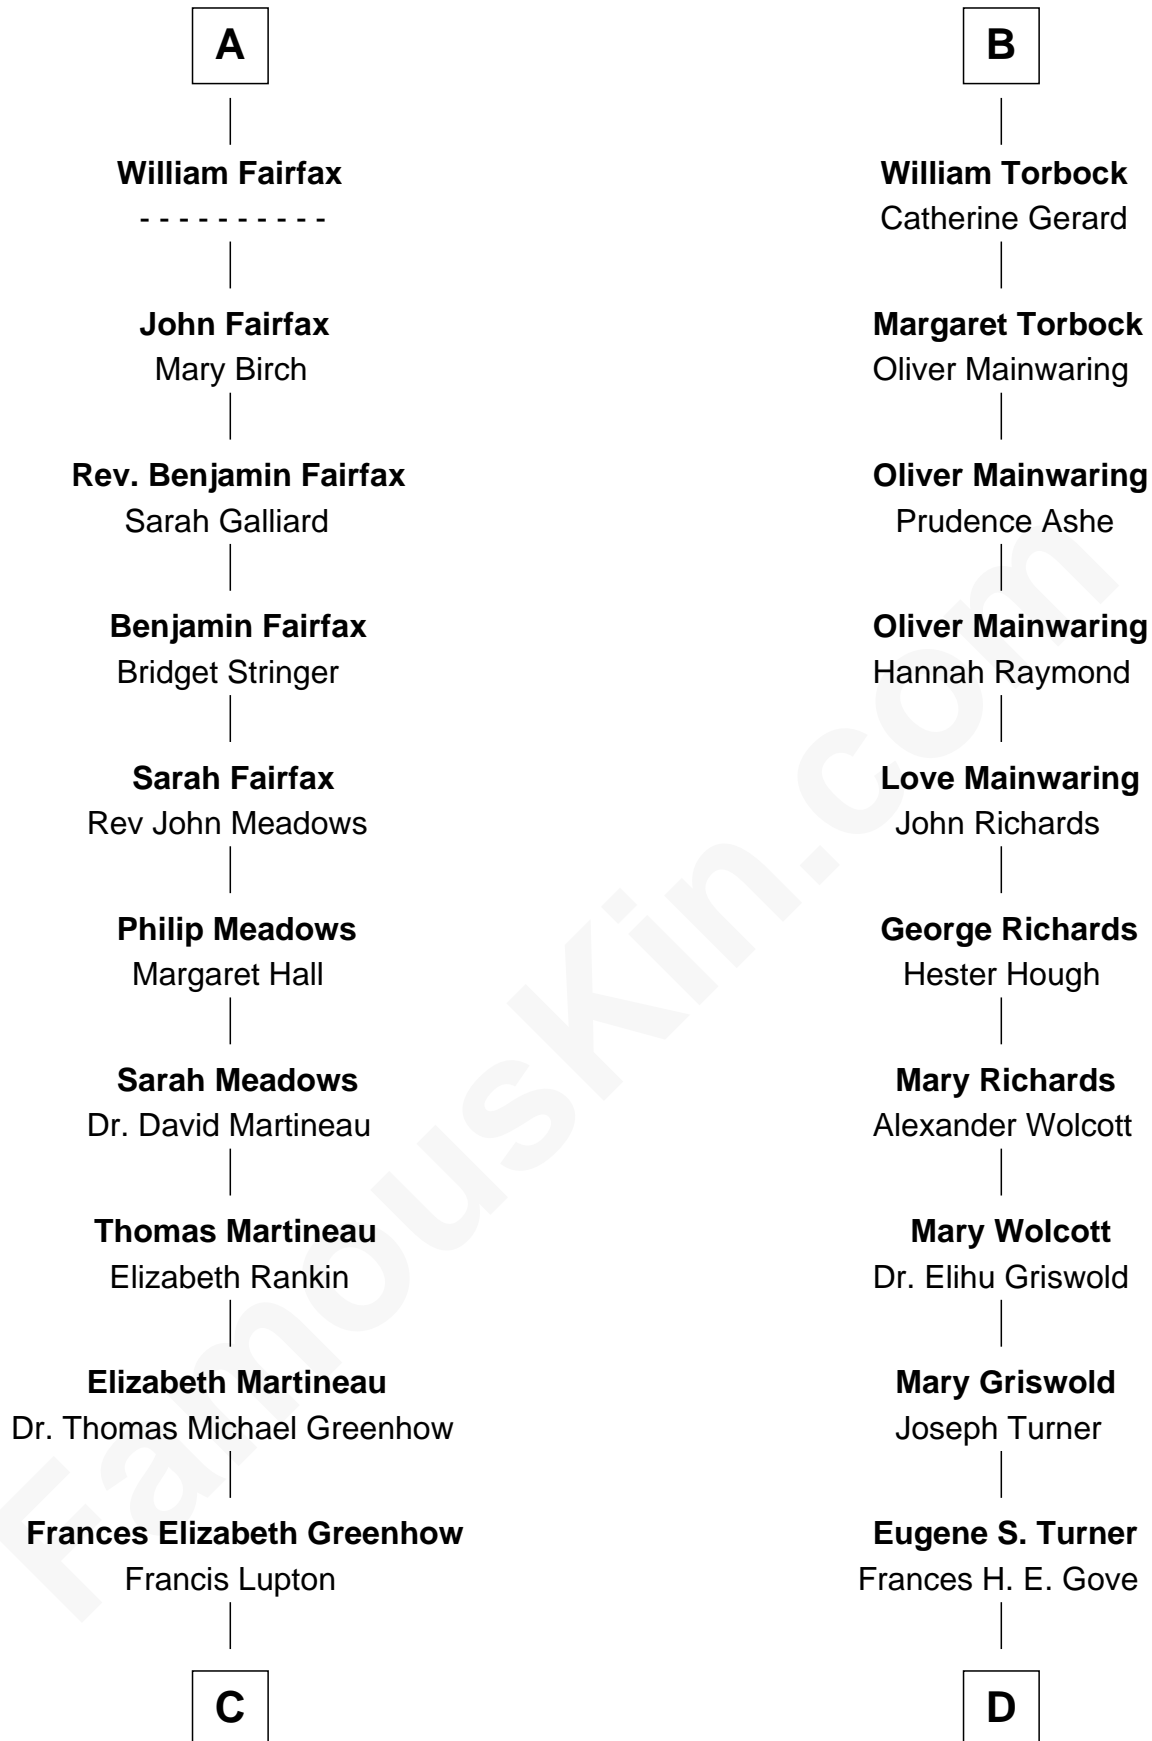 A
William Fairfax
- - - - - - - - - -
John Fairfax
Mary Birch
Rev. Benjamin Fairfax
Sarah Galliard
Benjamin Fairfax
Bridget Stringer
Sarah Fairfax
Rev John Meadows
Philip Meadows
Margaret Hall
Sarah Meadows
Dr. David Martineau
Thomas Martineau
Elizabeth Rankin
Elizabeth Martineau
Dr. Thomas Michael Greenhow
Frances Elizabeth Greenhow
Francis Lupton
C
B
William Torbock
Catherine Gerard
Margaret Torbock
Oliver Mainwaring
Oliver Mainwaring
Prudence Ashe
Oliver Mainwaring
Hannah Raymond
Love Mainwaring
John Richards
George Richards
Hester Hough
Mary Richards
Alexander Wolcott
Mary Wolcott
Dr. Elihu Griswold
Mary Griswold
Joseph Turner
Eugene S. Turner
Frances H. E. Gove
D
FamousKin.com